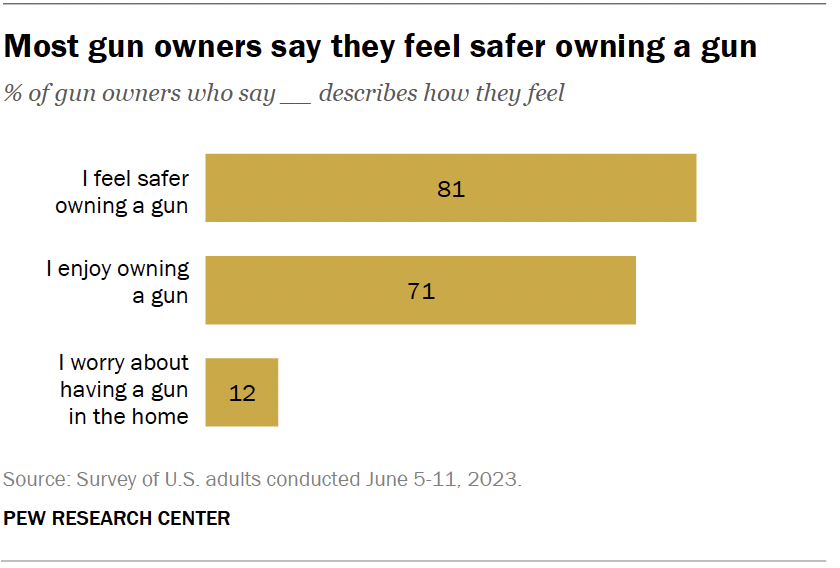 Most gun owners say they feel safer owning a gun
% of gun owners who say __ describes how they feel
I feel safer
owning a gun
81
I enjoy owning
a gun
71
I worry about
having a gun
in the home
12
Source: Survey of U.S. adults conducted June 5-11, 2023.
PEW RESEARCH CENTER